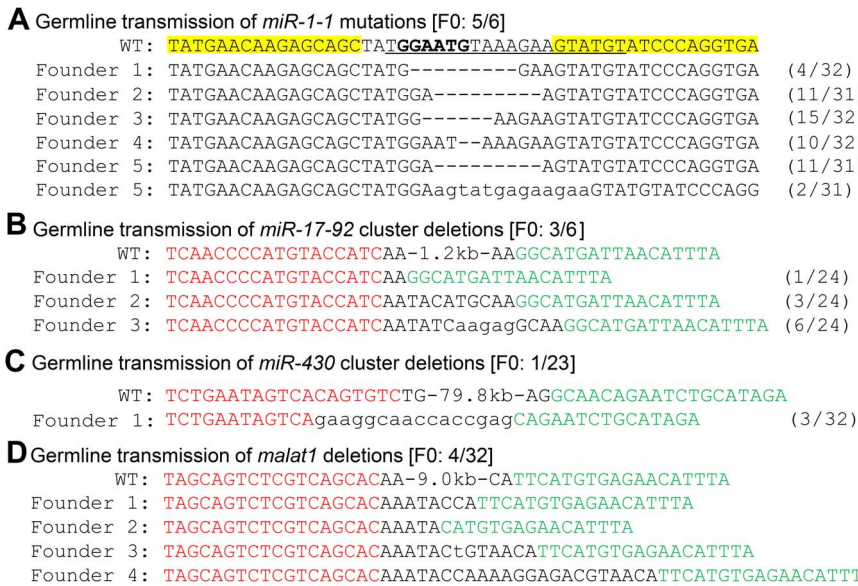 A Germline transmission of miR-1-1 mutations [F0: 5/6]
WT: TATGAACAAGAGCAGCTATGGAATGTAAAGAAGTATGTATCCCAGGTGA
Founder 1: TATGAACAAGAGCAGCTATG---------GAAGTATGTATCCCAGGTGA (4/32)
Founder 2: TATGAACAAGAGCAGCTATGGA---------AGTATGTATCCCAGGTGA (11/31
Founder 3: TATGAACAAGAGCAGCTATGGA------AAGAAGTATGTATCCCAGGTGA (15/32
Founder 4: TATGAACAAGAGCAGCTATGGAAT--AAAGAAGTATGTATCCCAGGTGA (10/32
Founder 5: TATGAACAAGAGCAGCTATGGA---------AGTATGTATCCCAGGTGA (11/31
Founder 5: TATGAACAAGAGCAGCTATGGAagtatgagaagaaGTATGTATCCCAGG (2/31)
B Germline transmission of miR-17-92 cluster deletions [F0: 3/6]
WT: TCAACCCCATGTACCATCAA-1.2kb-AAGGCATGATTAACATTTA
Founder 1: TCAACCCCATGTACCATCAAGGCATGATTAACATTTA (1/24)
Founder 2: TCAACCCCATGTACCATCAATACATGCAAGGCATGATTAACATTTA (3/24)
Founder 3: TCAACCCCATGTACCATCAATATCaagagGCAAGGCATGATTAACATTTA (6/24)
C Germline transmission of miR-430 cluster deletions [F0: 1/23]
WT: TCTGAATAGTCACAGTGTCTG-79.8kb-AGGCAACAGAATCTGCATAGA
Founder 1: TCTGAATAGTCAgaaggcaaccaccgagCAGAATCTGCATAGA (3/32)
D Germline transmission of malat1 deletions [F0: 4/32]
WT: TAGCAGTCTCGTCAGCACAA-9.0kb-CATTCATGTGAGAACATTTA
Founder 1: TAGCAGTCTCGTCAGCACAAATACCATTCATGTGAGAACATTTA
Founder 2: TAGCAGTCTCGTCAGCACAAATACATGTGAGAACATTTA
Founder 3: TAGCAGTCTCGTCAGCACAAATACtGTAACATTCATGTGAGAACATTTA
Founder 4: TAGCAGTCTCGTCAGCACAAATACCAAAAGGAGACGTAACATTCATGTGAGAACATTT